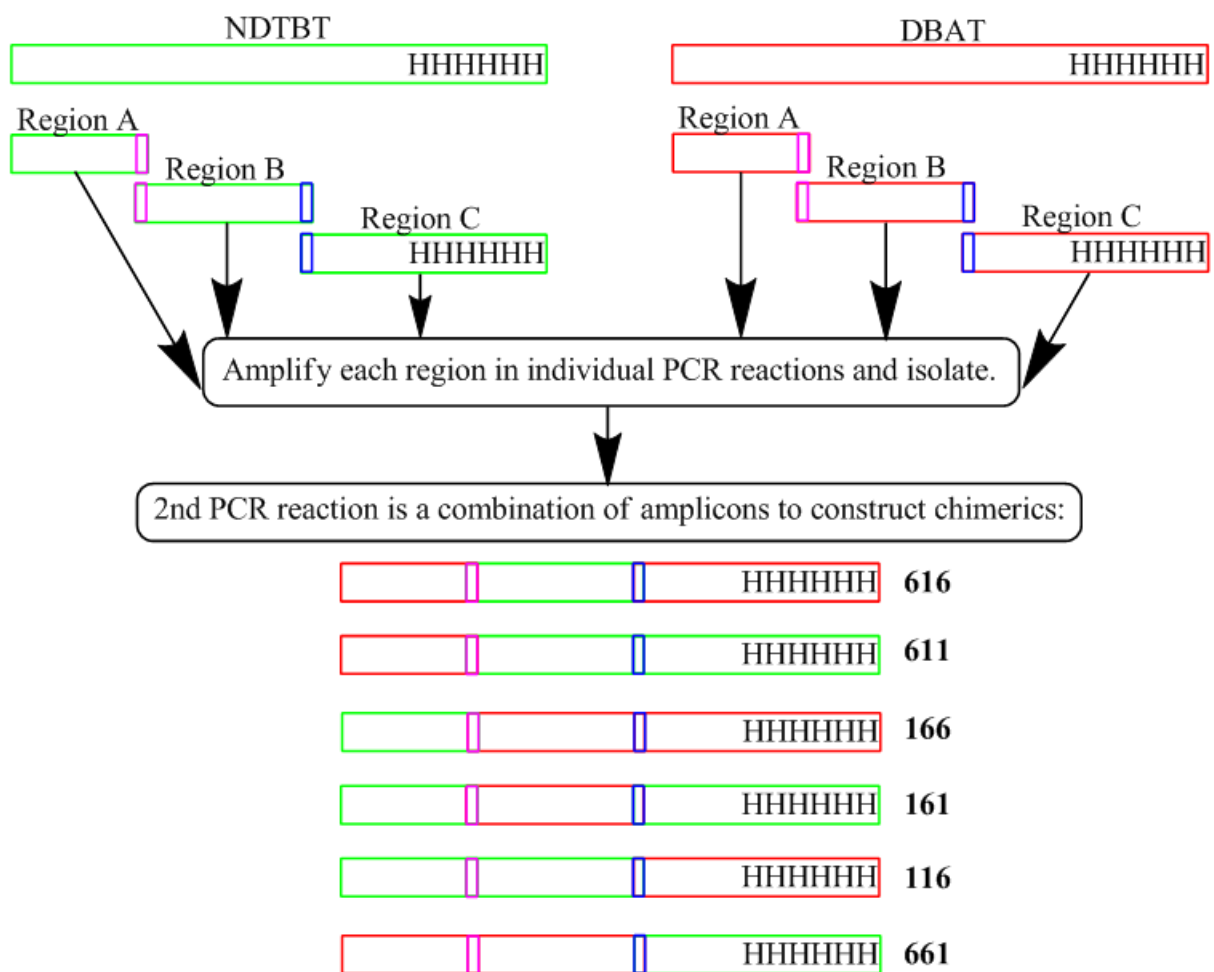 NDTBT
DBAT
HHHHHH
HHHHHH
Region A
Region A
Region B
Region B
Region C
Region C
HHHHHH
HHHHHH
Amplify each region in individual PCR reactions and isolate.
2nd PCR reaction is a combination of amplicons to construct chimerics:
HHHHHH 616
HHHHHH 611
HHHHHH 166
HHHHHH 161
HHHHHH 116
HHHHHH 661